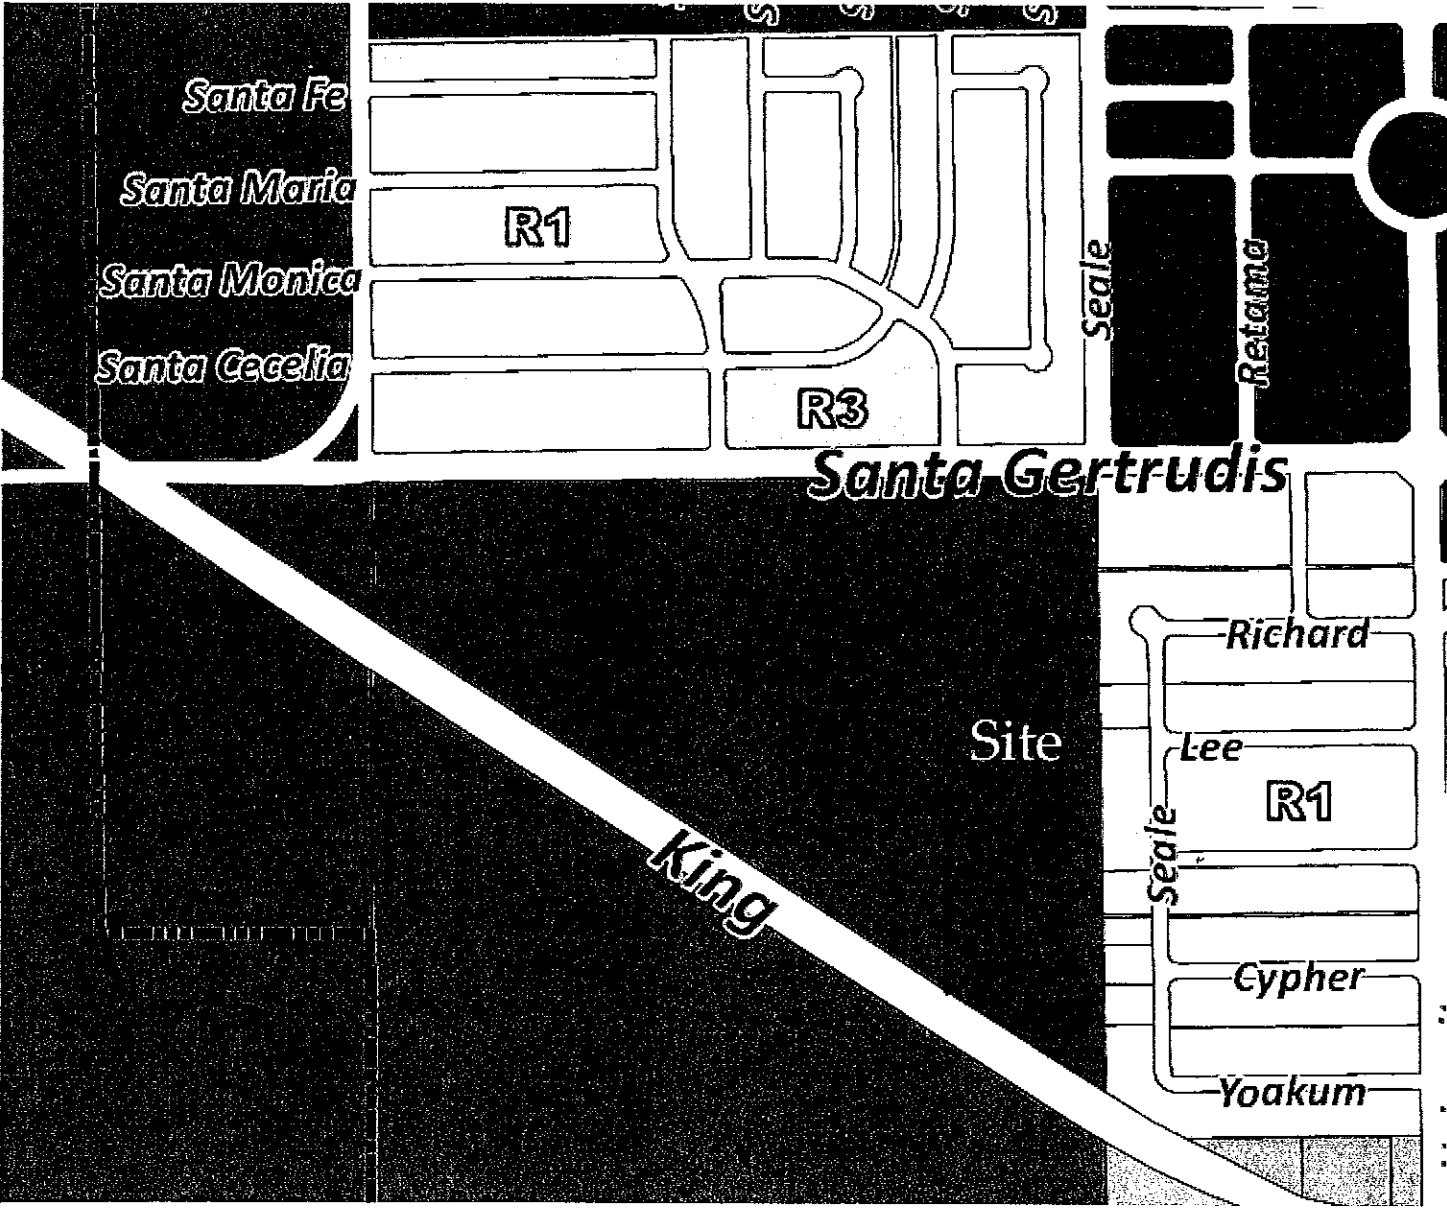 S
S
S
S
Santa Fe
Santa Maria
R1
Santa Monica
Seale
Retama
Santa Cecelia
R3
Santa Gertrudis
Richard
Site
Lee
R1
King
Seale
Cypher
Yoakum